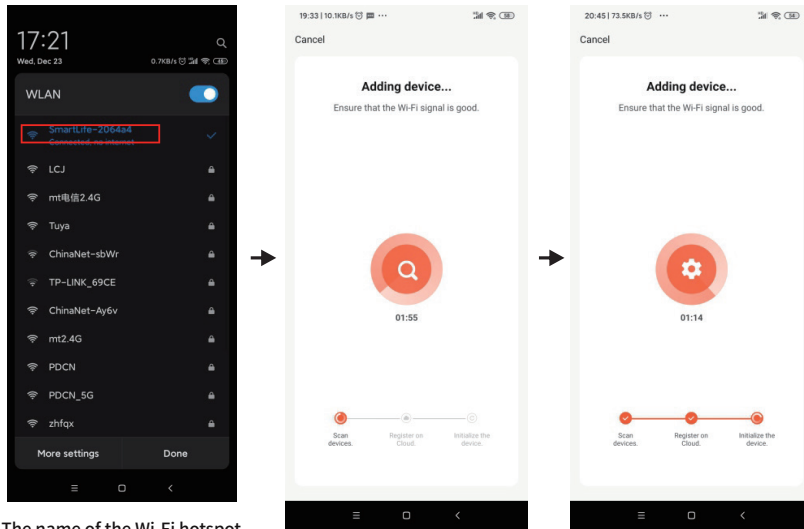 17:21
Wed, Dec 23
0.7KB/s
48
WLAN
SmartLife-2064a4
Connected, no internet
LCJ
mt电信2.4G
Tuya
ChinaNet-sbWr
TP-LINK_69CE
ChinaNet-Ay6v
mt2.4G
PDCN
PDCN_5G
zhfqx
More settings
Done
The name of the Wi-Fi hotspot
19:33 | 10.1KB/s
58
Cancel
Adding device...
Ensure that the Wi-Fi signal is good.
01:55
Scan devices.
Register on Cloud.
Initialize the device.
20:45 | 73.5KB/s
Cancel
Adding device...
Ensure that the Wi-Fi signal is good.
01:14
Scan devices.
Register on Cloud.
Initialize the device.